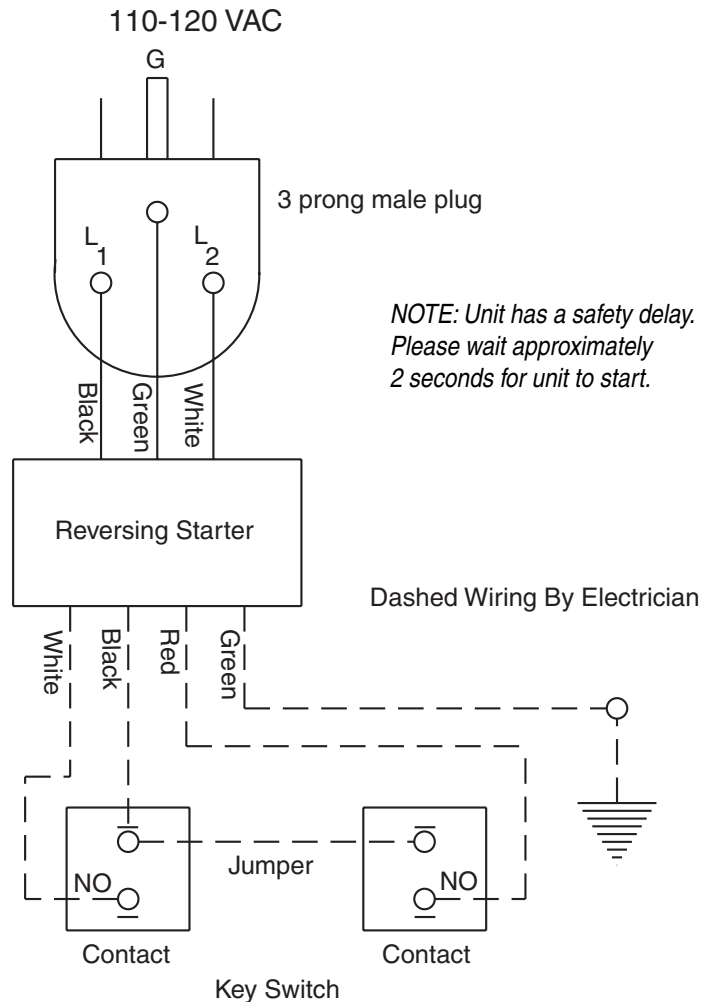 110-120 VAC
G
3 prong male plug
L1
L2
NOTE: Unit has a safety delay.
Please wait approximately
2 seconds for unit to start.
Black
Green
White
Reversing Starter
Dashed Wiring By Electrician
White
Black
Red
Green
Jumper
NO
NO
Contact
Contact
Key Switch